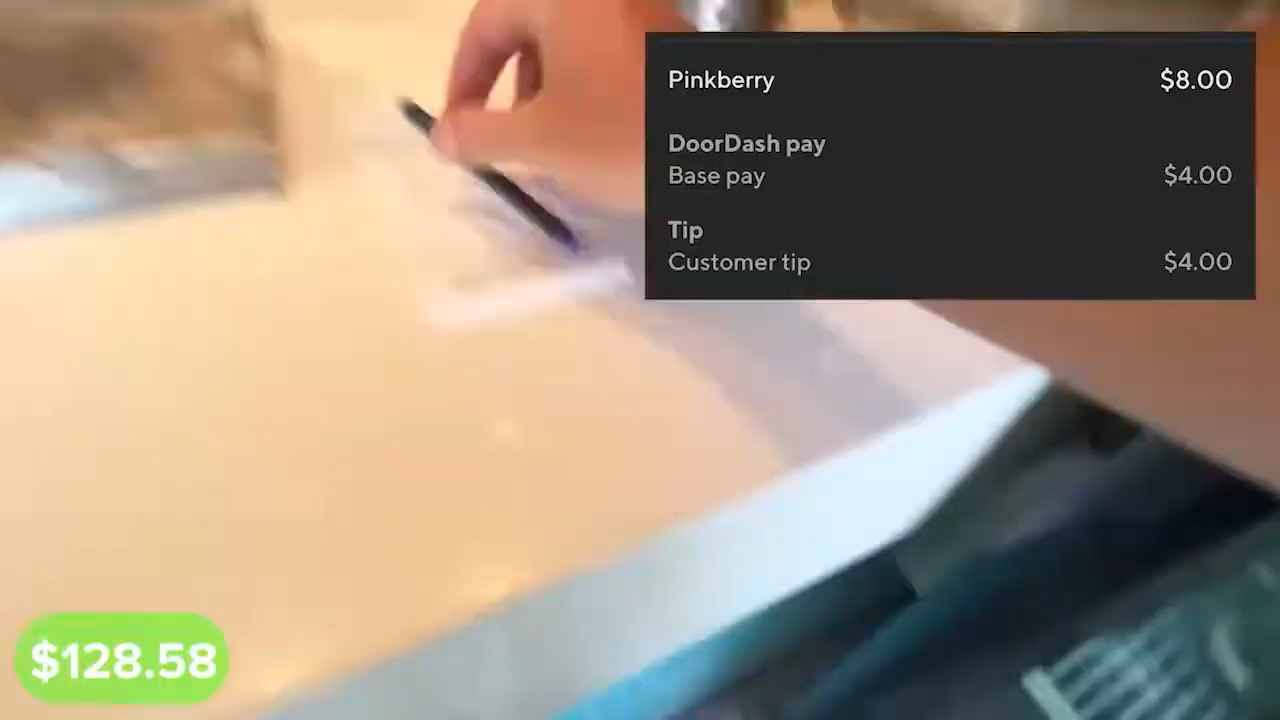 Pinkberry $8.00
DoorDash pay
Base pay $4.00
Tip
Customer tip $4.00
$128.58